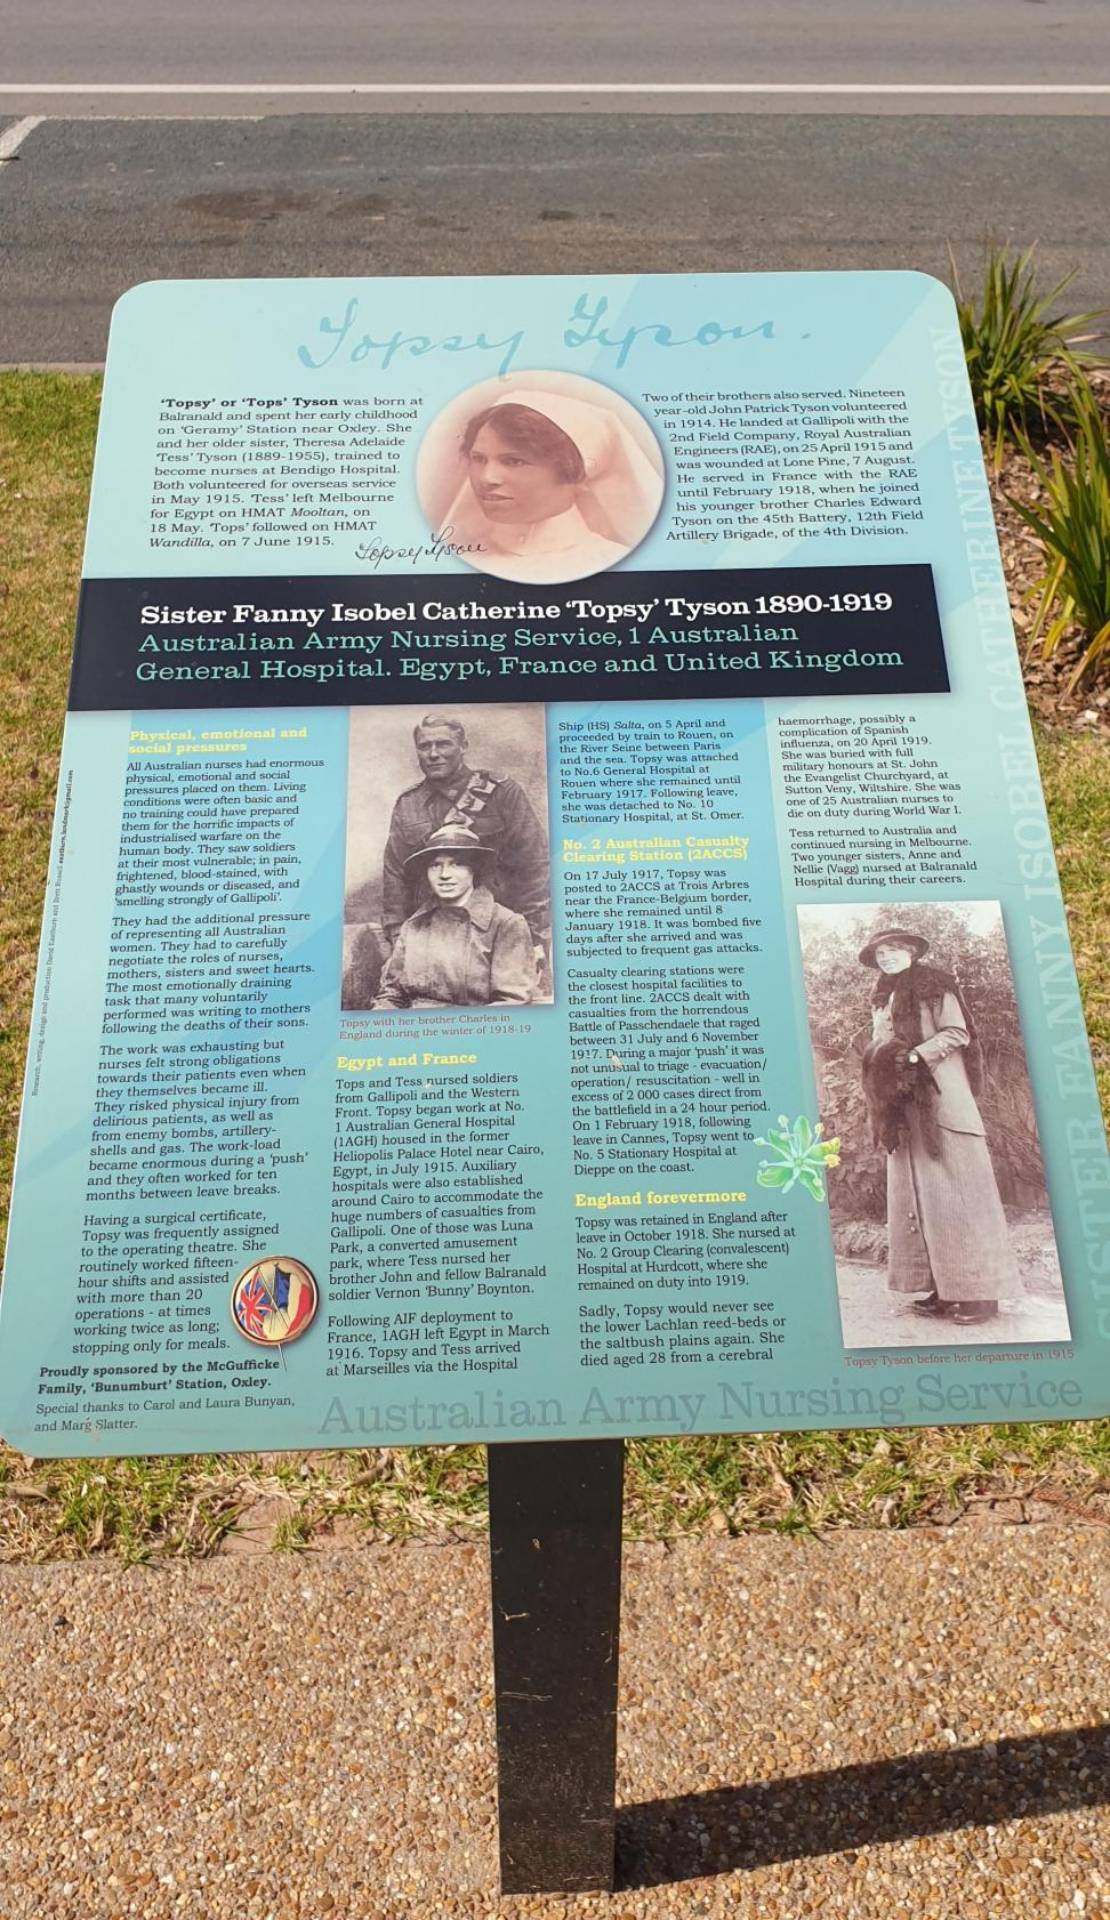 Topsy Tyson.
'Topsy' or 'Tops' Tyson was born at
Balranald and spent her early childhood
on 'Geramy' Station near Oxley. She
and her older sister, Theresa Adelaide
'Tess' Tyson (1889-1955), trained to
become nurses at Bendigo Hospital.
Both volunteered for overseas service
in May 1915. 'Tess' left Melbourne
for Egypt on HMAT Mooltan, on
18 May. 'Tops' followed on HMAT
Wandilla, on 7 June 1915.
Topsy Tyson
Two of their brothers also served. Nineteen
year-old John Patrick Tyson volunteered
in 1914. He landed at Gallipoli with the
2nd Field Company, Royal Australian
Engineers (RAE), on 25 April 1915 and
was wounded at Lone Pine, 7 August.
He served in France with the RAE
until February 1918, when he joined
his younger brother Charles Edward
Tyson on the 45th Battery, 12th Field
Artillery Brigade, of the 4th Division.
Sister Fanny Isobel Catherine 'Topsy' Tyson 1890-1919
Australian Army Nursing Service, 1 Australian
General Hospital. Egypt, France and United Kingdom
Physical, emotional and
social pressures
All Australian nurses had enormous
physical, emotional and social
pressures placed on them. Living
conditions were often basic and
no training could have prepared
them for the horrific impacts of
industrialised warfare on the
human body. They saw soldiers
at their most vulnerable; in pain,
frightened, blood-stained, with
ghastly wounds or diseased, and
'smelling strongly of Gallipoli'.
They had the additional pressure
of representing all Australian
women. They had to carefully
negotiate the roles of nurses,
mothers, sisters and sweet hearts.
The most emotionally draining
task that many voluntarily
performed was writing to mothers
following the deaths of their sons.
The work was exhausting but
nurses felt strong obligations
towards their patients even when
they themselves became ill.
They risked physical injury from
delirious patients, as well as
from enemy bombs, artillery-
shells and gas. The work-load
became enormous during a 'push'
and they often worked for ten
months between leave breaks.
Having a surgical certificate,
Topsy was frequently assigned
to the operating theatre. She
routinely worked fifteen-
hour shifts and assisted
with more than 20
operations - at times
working twice as long;
stopping only for meals.
Proudly sponsored by the McGufficke
Family, 'Bunumburt' Station, Oxley.
Special thanks to Carol and Laura Bunyan,
and Marg Slatter.
Topsy with her brother Charles in
England during the winter of 1918-19
Egypt and France
Tops and Tess nursed soldiers
from Gallipoli and the Western
Front. Topsy began work at No.
1 Australian General Hospital
(1AGH) housed in the former
Heliopolis Palace Hotel near Cairo,
Egypt, in July 1915. Auxiliary
hospitals were also established
around Cairo to accommodate the
huge numbers of casualties from
Gallipoli. One of those was Luna
Park, a converted amusement
park, where Tess nursed her
brother John and fellow Balranald
soldier Vernon 'Bunny' Boynton.
Following AIF deployment to
France, 1AGH left Egypt in March
1916. Topsy and Tess arrived
at Marseilles via the Hospital
Ship (HS) Salta, on 5 April and
proceeded by train to Rouen, on
the River Seine between Paris
and the sea. Topsy was attached
to No.6 General Hospital at
Rouen where she remained until
February 1917. Following leave,
she was detached to No. 10
Stationary Hospital, at St. Omer.
No. 2 Australian Casualty
Clearing Station (2ACCS)
On 17 July 1917, Topsy was
posted to 2ACCS at Trois Arbres
near the France-Belgium border,
where she remained until 8
January 1918. It was bombed five
days after she arrived and was
subjected to frequent gas attacks.
Casualty clearing stations were
the closest hospital facilities to
the front line. 2ACCS dealt with
casualties from the horrendous
Battle of Passchendaele that raged
between 31 July and 6 November
1917. During a major 'push' it was
not unusual to triage - evacuation/
operation/ resuscitation - well in
excess of 2 000 cases direct from
the battlefield in a 24 hour period.
On 1 February 1918, following
leave in Cannes, Topsy went to
No. 5 Stationary Hospital at
Dieppe on the coast.
England forevermore
Topsy was retained in England after
leave in October 1918. She nursed at
No. 2 Group Clearing (convalescent)
Hospital at Hurdcott, where she
remained on duty into 1919.
Sadly, Topsy would never see
the lower Lachlan reed-beds or
the saltbush plains again. She
died aged 28 from a cerebral
haemorrhage, possibly a
complication of Spanish
influenza, on 20 April 1919.
She was buried with full
military honours at St. John
the Evangelist Churchyard, at
Sutton Veny, Wiltshire. She was
one of 25 Australian nurses to
die on duty during World War 1.
Tess returned to Australia and
continued nursing in Melbourne.
Two younger sisters, Anne and
Nellie (Vagg) nursed at Balranald
Hospital during their careers.
Topsy Tyson before her departure in 1915
Australian Army Nursing Service
SISTER FANNY ISOBEL CATHERINE TYSON